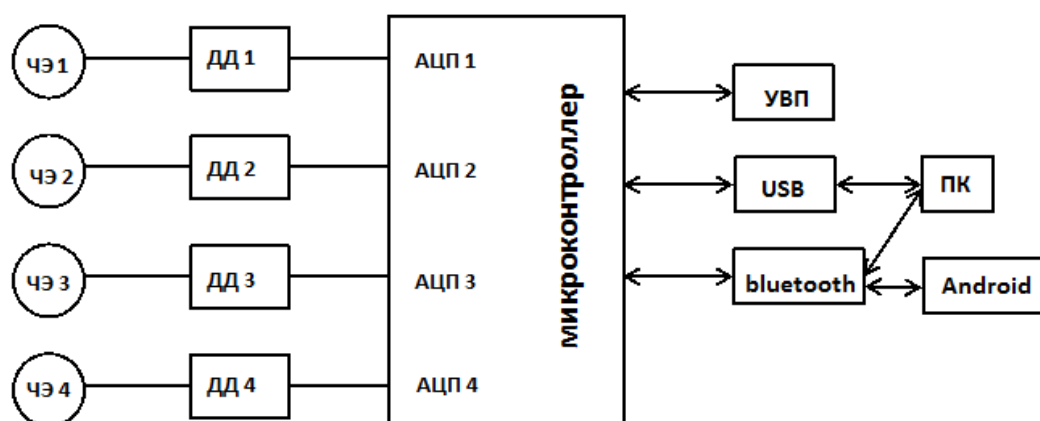 ЧЭ 1
ДД 1
АЦП 1
ЧЭ 2
ДД 2
АЦП 2
ЧЭ 3
ДД 3
АЦП 3
ЧЭ 4
ДД 4
АЦП 4
микроконтроллер
УВП
USB
ПК
bluetooth
Android